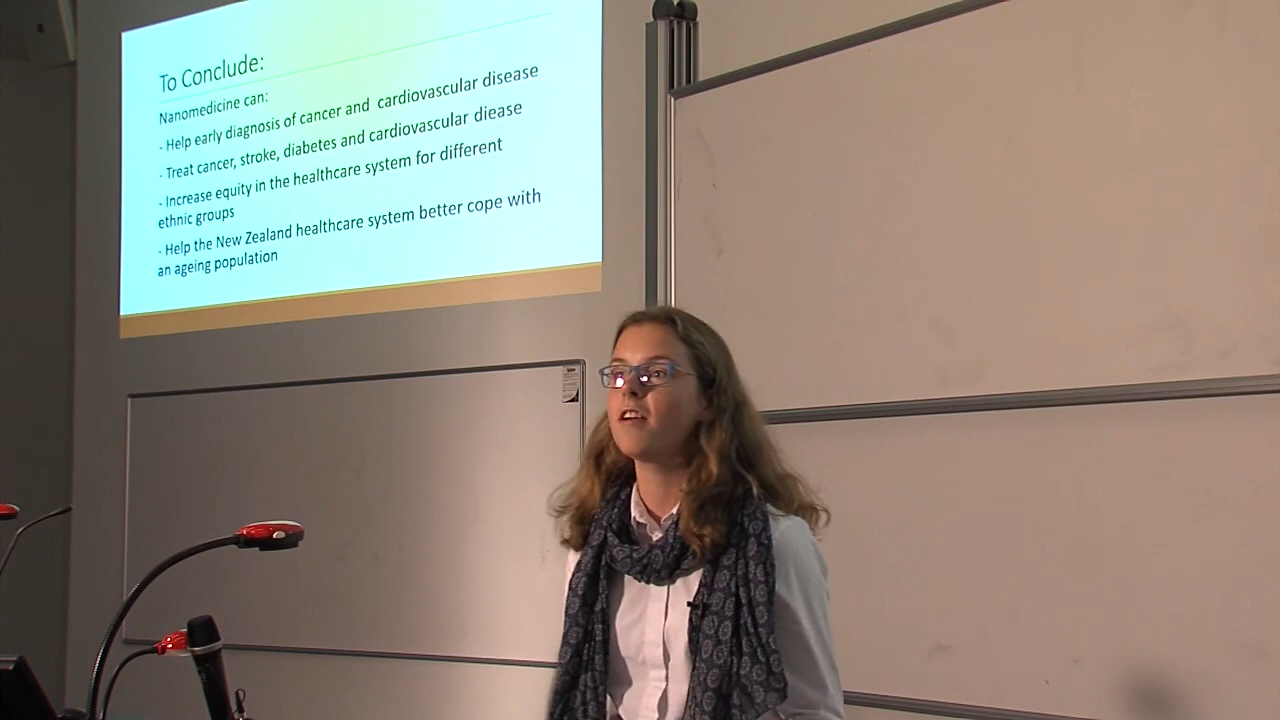 To Conclude:
Nanomedicine can:
- Help early diagnosis of cancer and cardiovascular disease
- Treat cancer, stroke, diabetes and cardiovascular disease
- Increase equity in the healthcare system for different
ethnic groups
- Help the New Zealand healthcare system better cope with
an ageing population